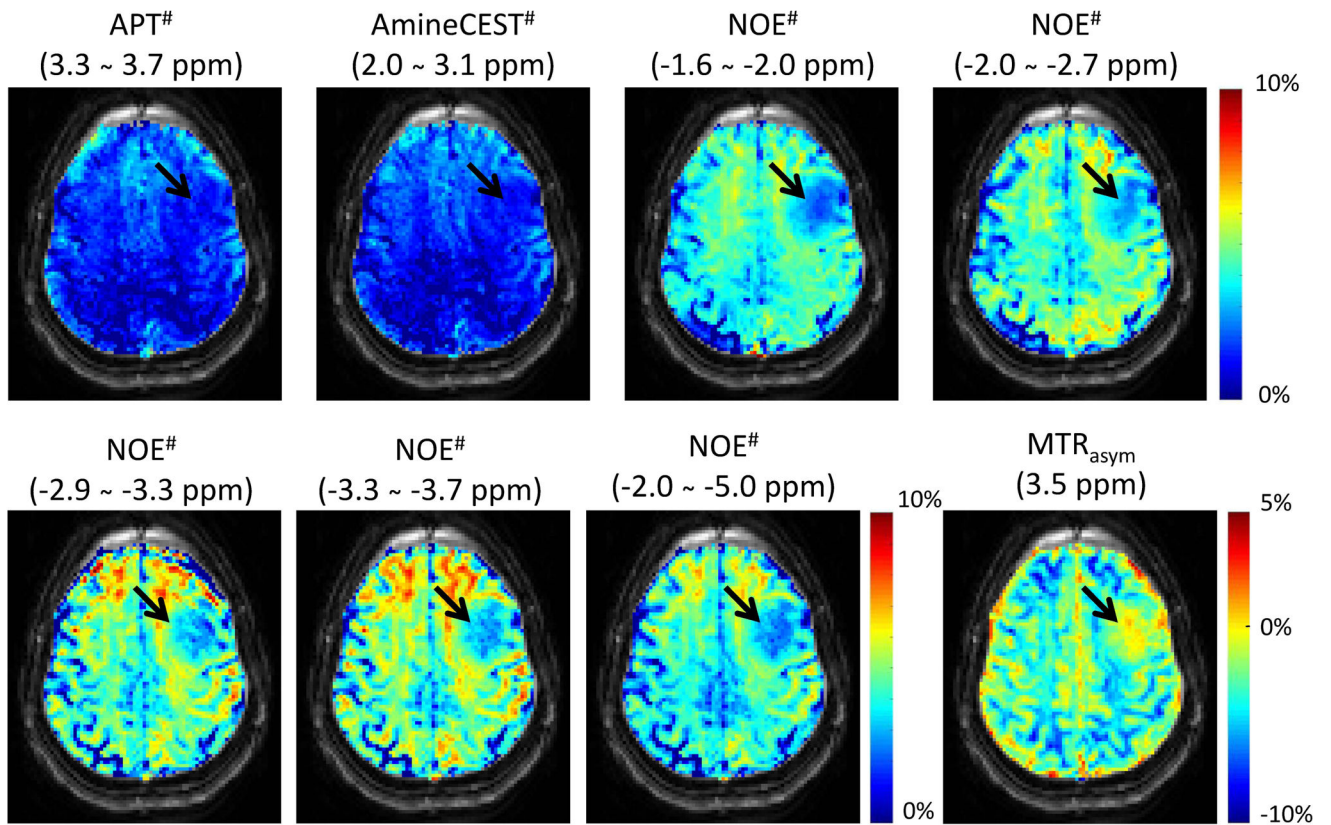 APT#
(3.3 ~ 3.7 ppm)
AmineCEST#
(2.0 ~ 3.1 ppm)
NOE#
(-1.6 ~ -2.0 ppm)
NOE#
(-2.0 ~ -2.7 ppm)
10%
0%
NOE#
(-2.9 ~ -3.3 ppm)
NOE#
(-3.3 ~ -3.7 ppm)
NOE#
(-2.0 ~ -5.0 ppm)
10%
0%
MTRasym
(3.5 ppm)
5%
0%
-10%